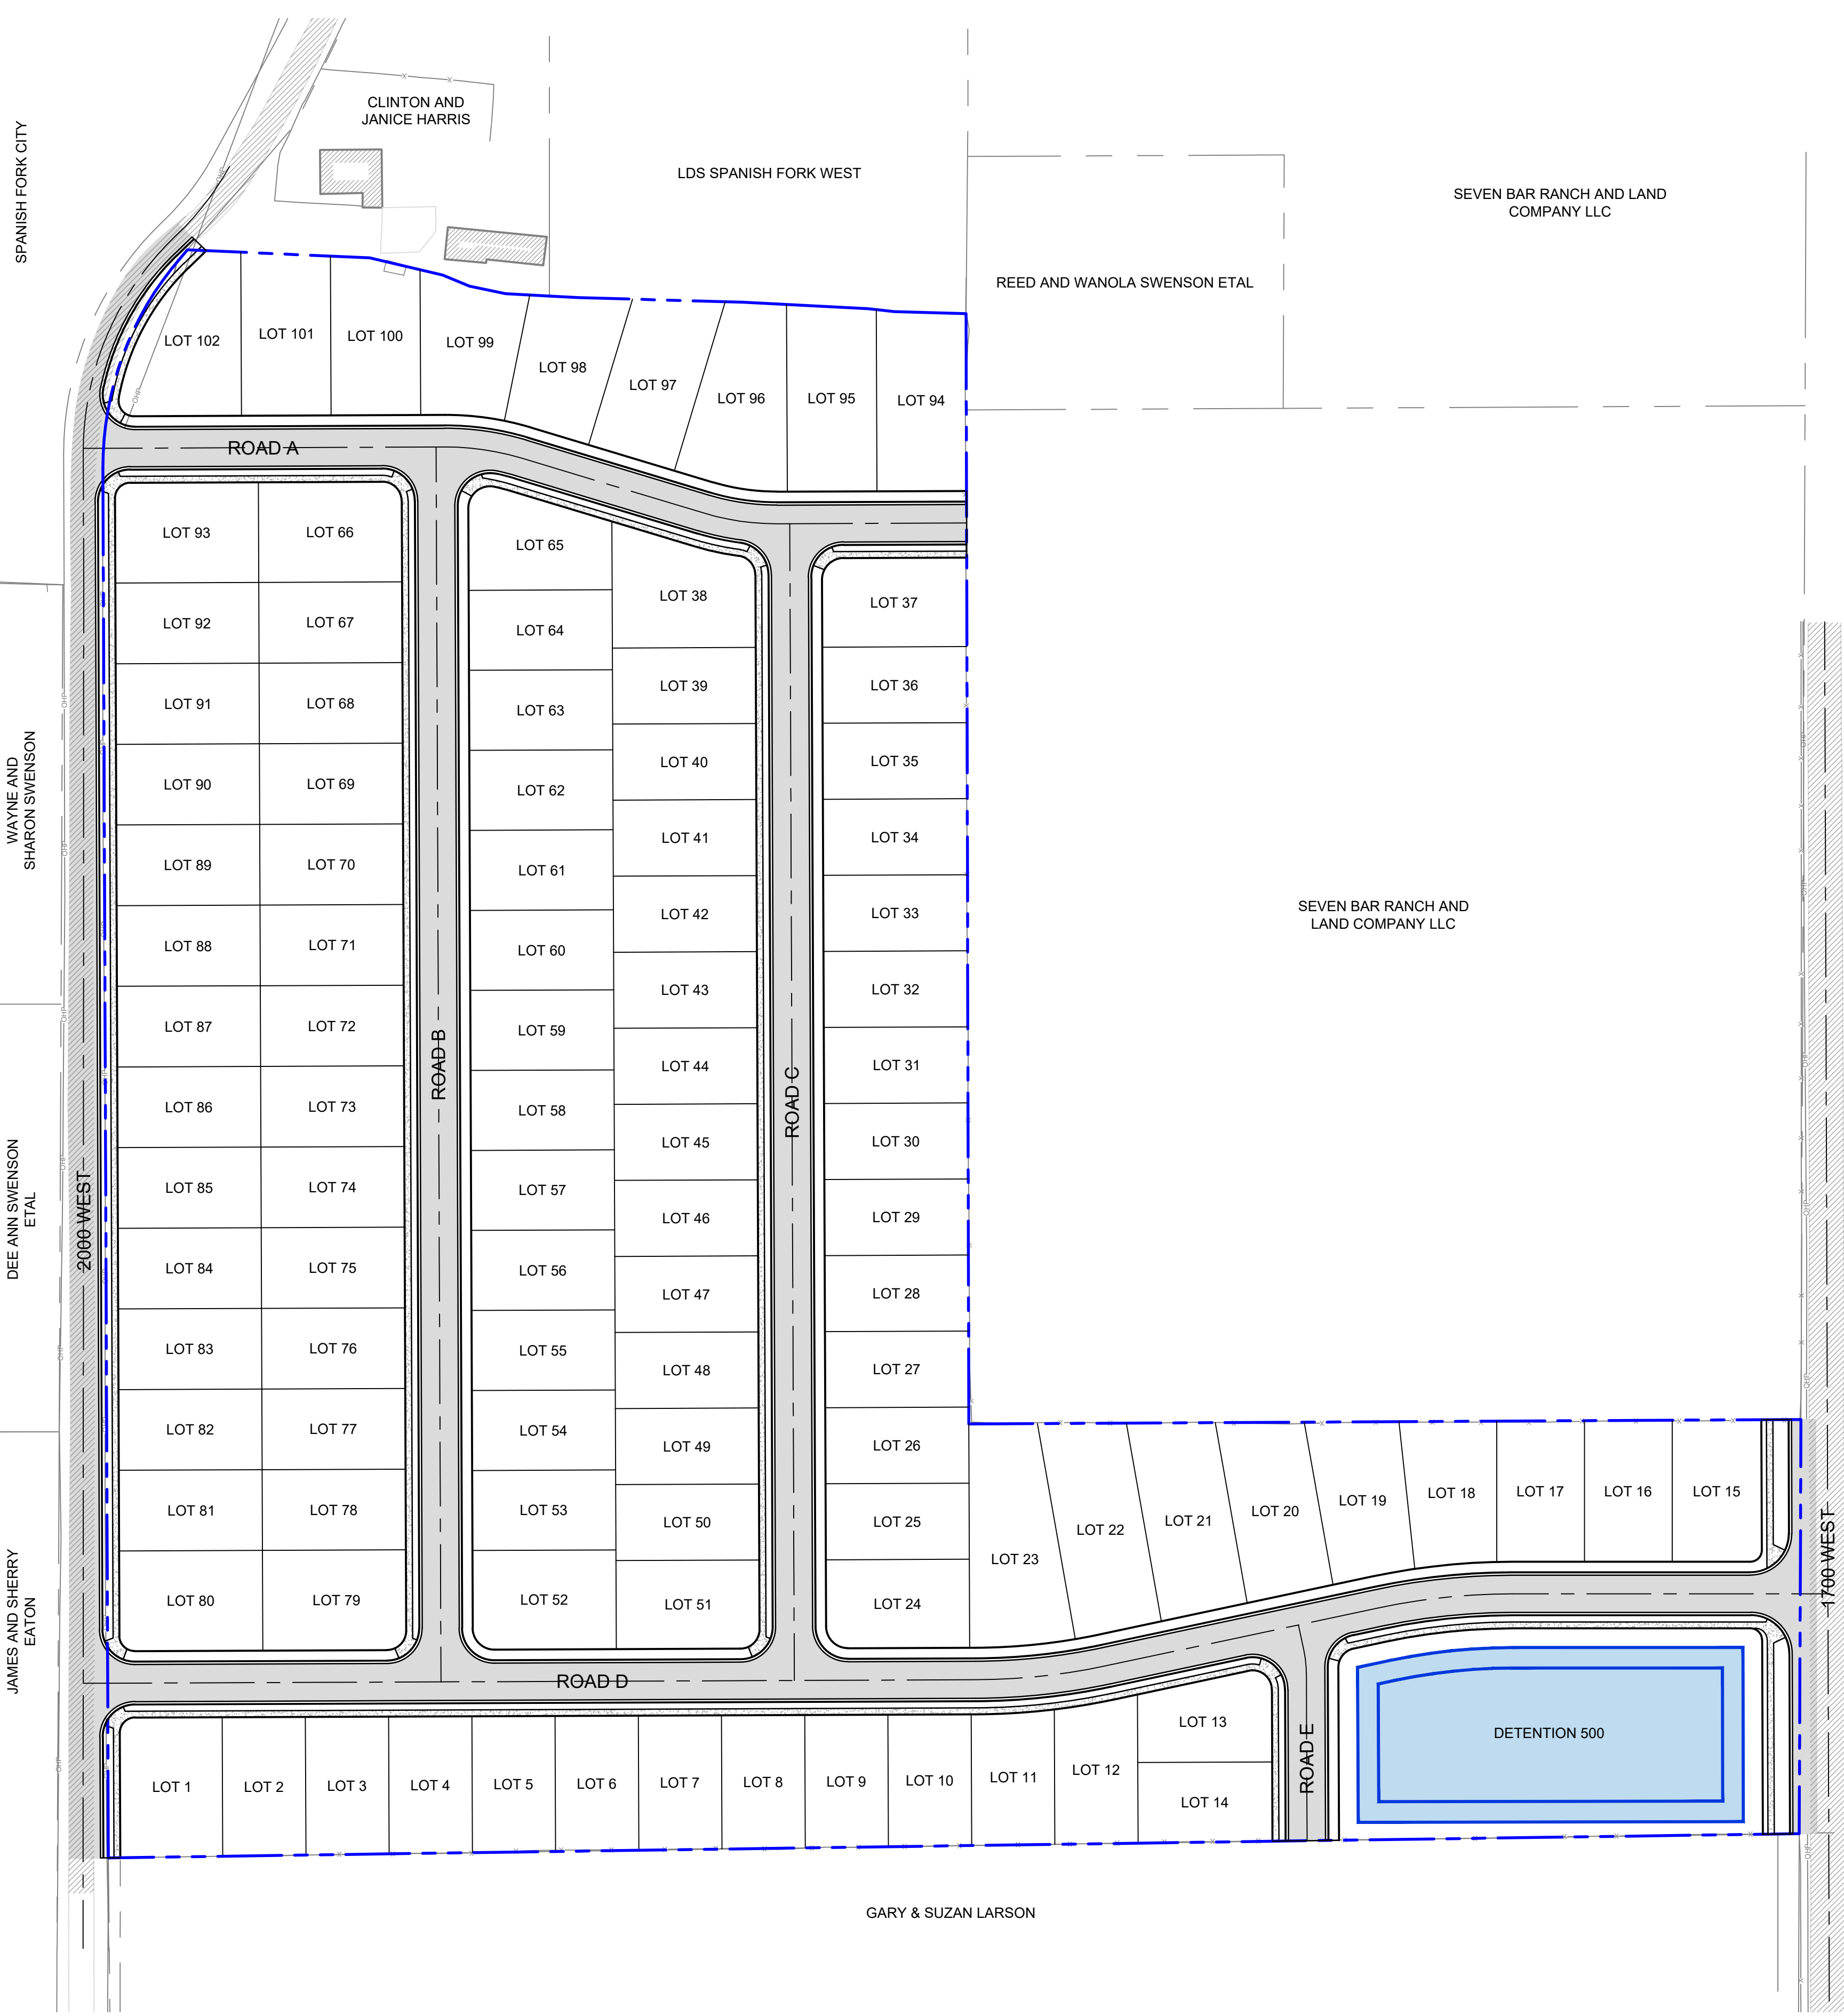 SPANISH FORK CITY
CLINTON AND
JANICE HARRIS
LDS SPANISH FORK WEST
SEVEN BAR RANCH AND LAND
COMPANY LLC
REED AND WANOLA SWENSON ETAL
OHP
OHP
LOT 102
LOT 101
LOT 100
LOT 99
LOT 98
LOT 97
LOT 96
LOT 95
LOT 94
ROAD A
LOT 93
LOT 66
LOT 65
LOT 38
LOT 37
LOT 92
LOT 67
LOT 64
LOT 39
LOT 36
LOT 91
LOT 68
LOT 63
LOT 40
LOT 35
LOT 90
LOT 69
LOT 62
LOT 41
LOT 34
LOT 89
LOT 70
LOT 61
LOT 42
LOT 33
LOT 88
LOT 71
LOT 60
LOT 43
LOT 32
LOT 87
LOT 72
LOT 59
LOT 44
LOT 31
LOT 86
LOT 73
LOT 58
LOT 45
LOT 30
LOT 85
LOT 74
LOT 57
LOT 46
LOT 29
LOT 84
LOT 75
LOT 56
LOT 47
LOT 28
LOT 83
LOT 76
LOT 55
LOT 48
LOT 27
LOT 82
LOT 77
LOT 54
LOT 49
LOT 26
LOT 81
LOT 78
LOT 53
LOT 50
LOT 25
LOT 80
LOT 79
LOT 52
LOT 51
LOT 24
WAYNE AND
SHARON SWENSON
DEE ANN SWENSON
ETAL
JAMES AND SHERRY
EATON
2000 WEST
ROAD B
ROAD C
SEVEN BAR RANCH AND
LAND COMPANY LLC
LOT 23
LOT 22
LOT 21
LOT 20
LOT 19
LOT 18
LOT 17
LOT 16
LOT 15
1700 WEST
ROAD D
LOT 1
LOT 2
LOT 3
LOT 4
LOT 5
LOT 6
LOT 7
LOT 8
LOT 9
LOT 10
LOT 11
LOT 12
LOT 13
LOT 14
ROAD E
DETENTION 500
GARY & SUZAN LARSON